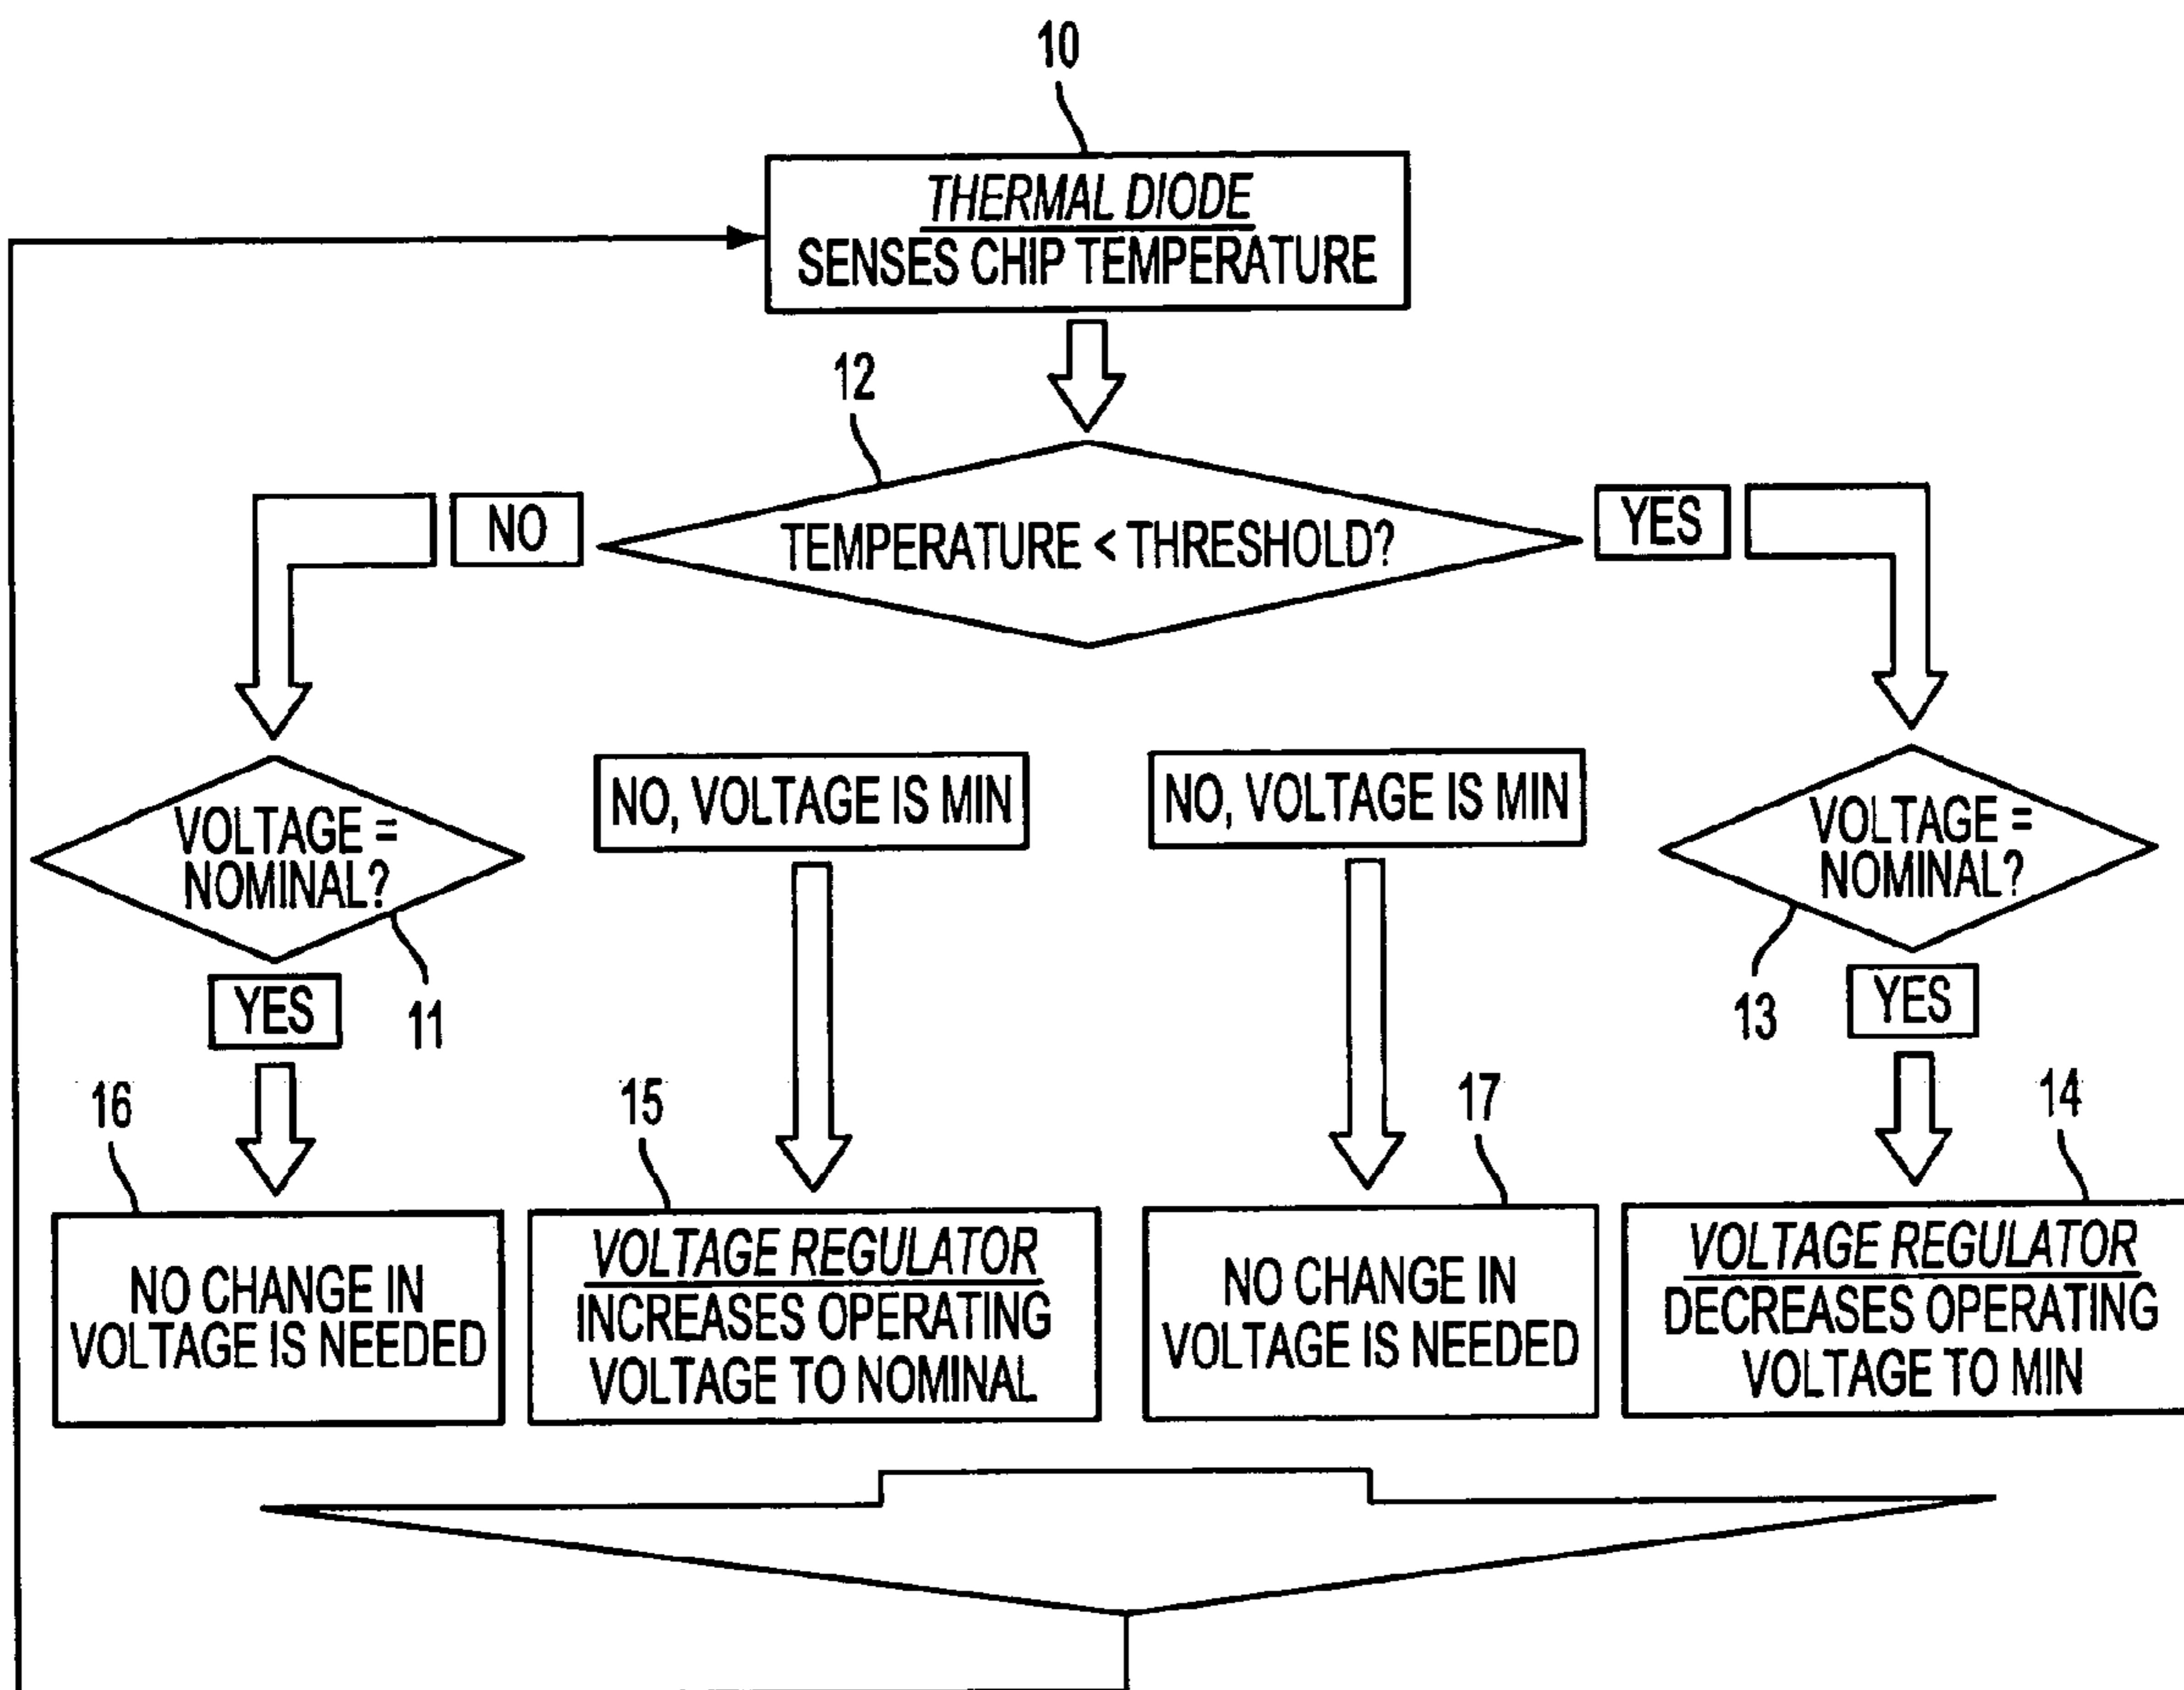 10
THERMAL DIODE
SENSES CHIP TEMPERATURE
12
NO
TEMPERATURE < THRESHOLD?
YES
VOLTAGE =
NOMINAL?
11
YES
NO, VOLTAGE IS MIN
NO, VOLTAGE IS MIN
VOLTAGE =
NOMINAL?
13
YES
16
NO CHANGE IN
VOLTAGE IS NEEDED
15
VOLTAGE REGULATOR
INCREASES OPERATING
VOLTAGE TO NOMINAL
17
NO CHANGE IN
VOLTAGE IS NEEDED
14
VOLTAGE REGULATOR
DECREASES OPERATING
VOLTAGE TO MIN